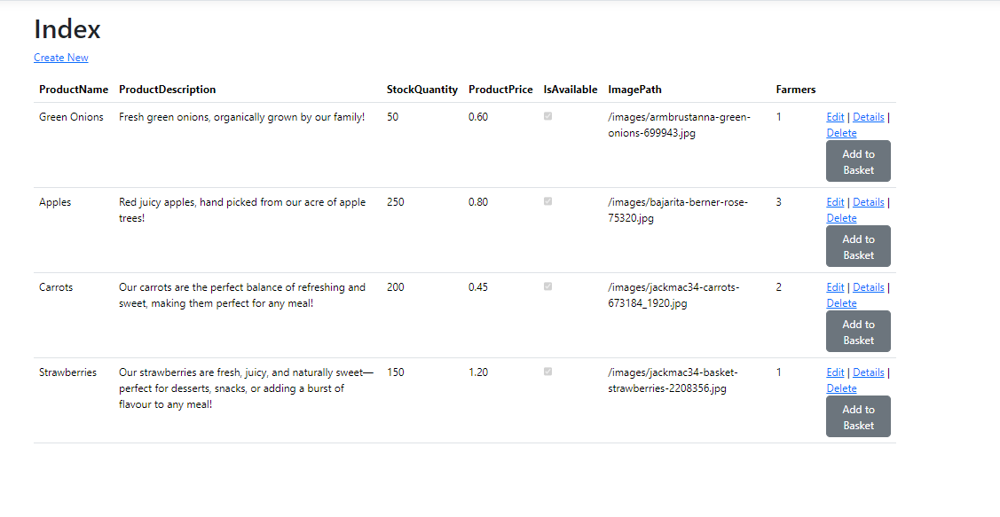 Index
Create New
ProductName ProductDescription StockQuantity ProductPrice IsAvailable ImagePath Farmers
Green Onions Fresh green onions, organically grown by our family! 50 0.60 /images/armbrustanna-green- 1 Edit | Details |
onions-699943.jpg Delete
Add to
Basket
Apples Red juicy apples, hand picked from our acre of apple 250 0.80 /images/bajarita-berner-rose- 3 Edit | Details |
trees! 75320.jpg Delete
Add to
Basket
Carrots Our carrots are the perfect balance of refreshing and 200 0.45 /images/jackmac34-carrots- 2 Edit | Details |
sweet, making them perfect for any meal! 673184_1920.jpg Delete
Add to
Basket
Strawberries Our strawberries are fresh, juicy, and naturally sweet— 150 1.20 /images/jackmac34-basket- 1 Edit | Details |
perfect for desserts, snacks, or adding a burst of strawberries-2208356.jpg Delete
flavour to any meal!
Add to
Basket